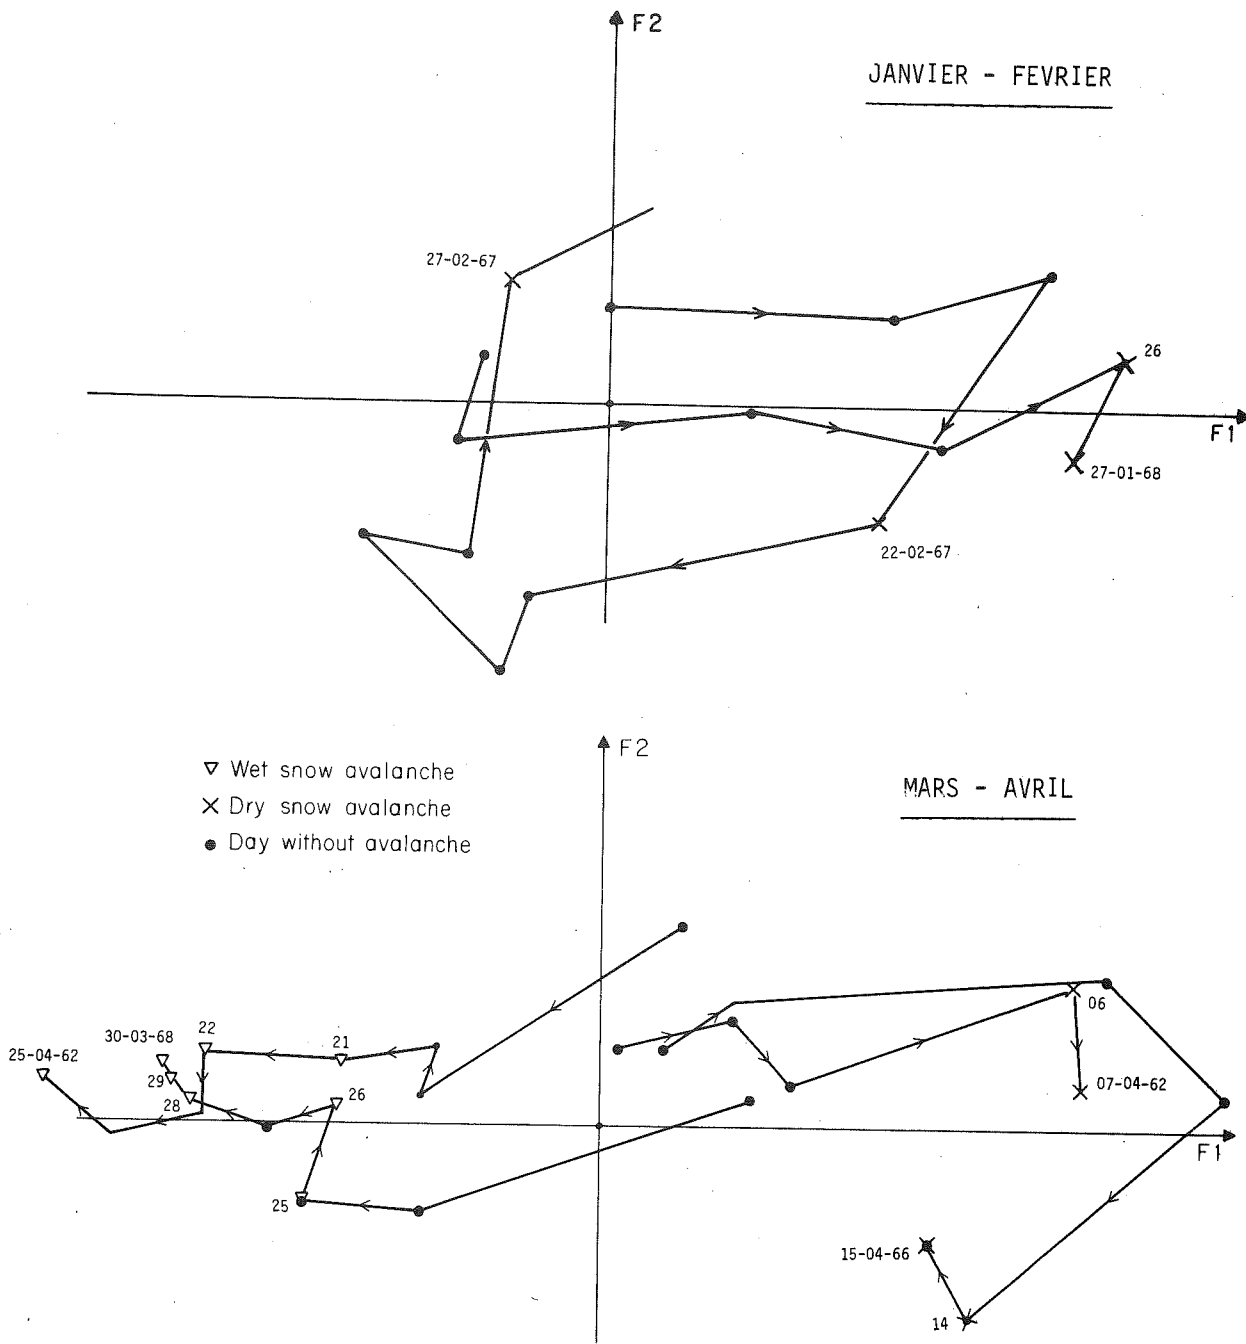 F2
JANVIER - FEVRIER
27-02-67
26
F1
27-01-68
22-02-67
F2
Wet snow avalanche
MARS - AVRIL
Dry snow avalanche
Day without avalanche
06
30-03-68
22
21
25-04-62
29
28
26
07-04-62
F1
25
15-04-66
14